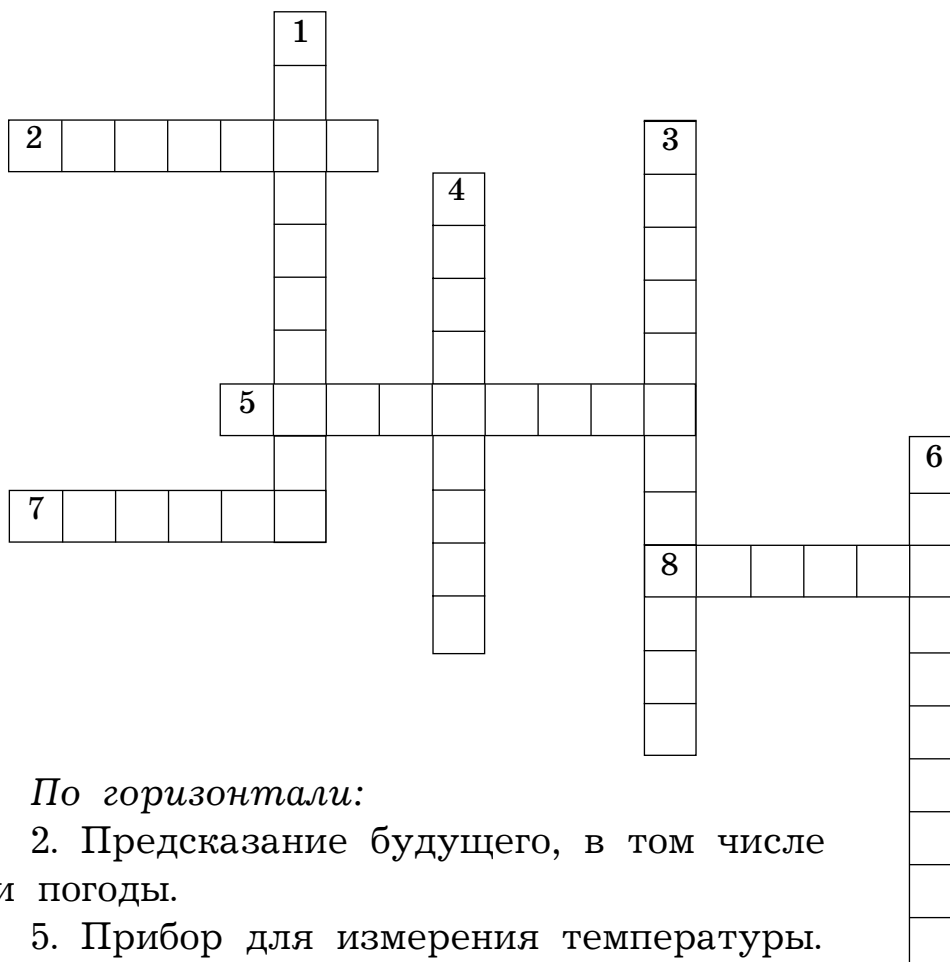 1
2
3
4
5
6
7
8
По горизонтали:
2. Предсказание будущего, в том числе
и погоды.
5. Прибор для измерения температуры.